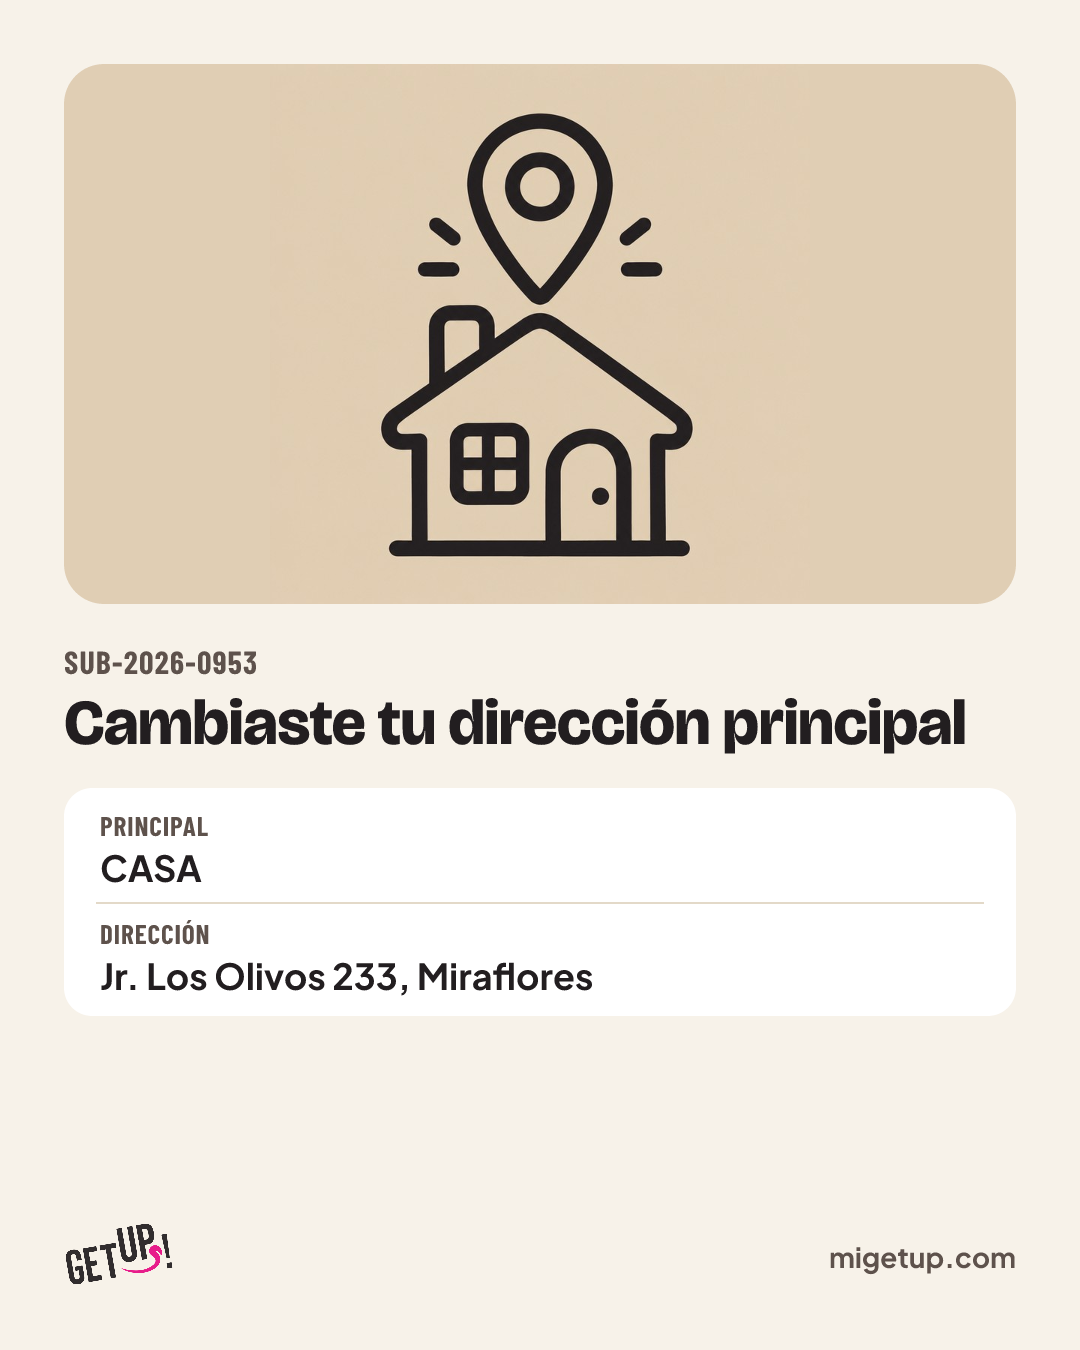 SUB-2026-0953
Cambiaste tu dirección principal
PRINCIPAL
CASA
DIRECCIÓN
Jr. Los Olivos 233, Miraflores
GETUP!
migetup.com